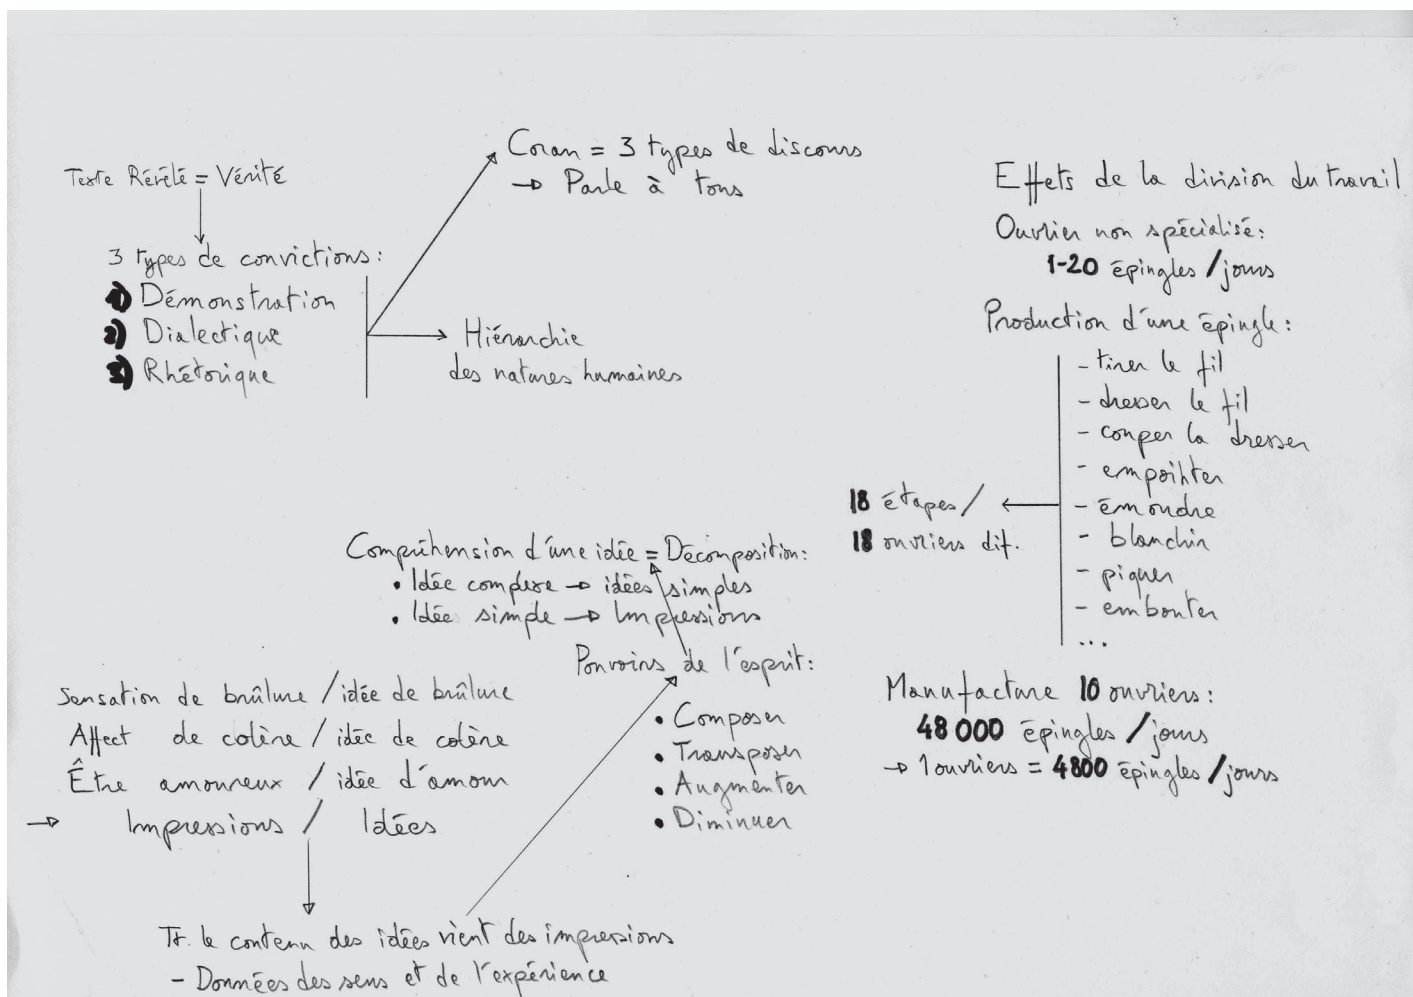 Texte Révélé = Vérité
3 types de convictions :
1) Démonstration
2) Dialectique
3) Rhétorique
Coran = 3 types de discours
→ Parle à tous
Hiérarchie
des natures humaines
Compréhension d'une idée = Décomposition :
• Idée complexe → idées simples
• Idée simple → Impressions
Pouvoirs de l'esprit :
• Composer
• Transposer
• Augmenter
• Diminuer
Sensation de brûlure / idée de brûlure
Affect de colère / idée de colère
Être amoureux / idée d'amour
→ Impressions / Idées
Tt. le contenu des idées vient des impressions
- Données des sens et de l'expérience
Effets de la division du travail
Ouvrier non spécialisé :
1-20 épingles / jours
Production d'une épingle :
- tirer le fil
- dresser le fil
- couper la dresser
- empointer
- émoudre
- blanchir
- piquer
- embouter
...
18 étapes /
18 ouvriers dif.
Manufacture 10 ouvriers :
48 000 épingles / jours
→ 1 ouvriers = 4800 épingles / jours